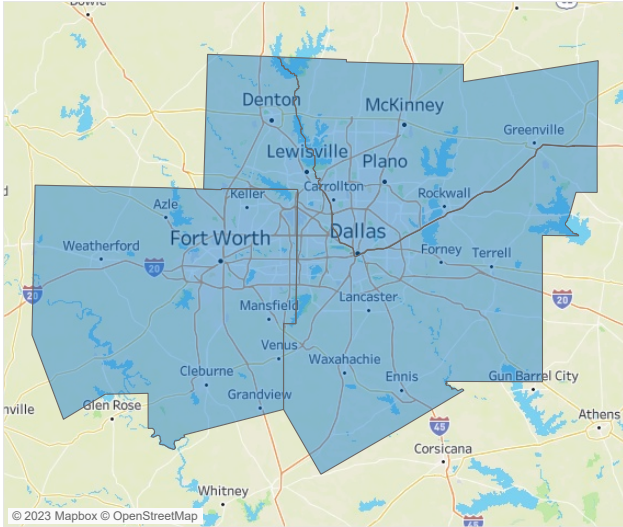 Bowie
Denton
McKinney
Greenville
Lewisville
Plano
Carrollton
Keller
Rockwall
Azle
Dallas
Fort Worth
Weatherford
Forney
Terrell
20
20
20
Lancaster
Mansfield
Venus
Waxahachie
Cleburne
Ennis
Gun Barrel City
Grandview
Glen Rose
nville
Athens
45
Corsicana
Whitney
45
© 2023 Mapbox © OpenStreetMap